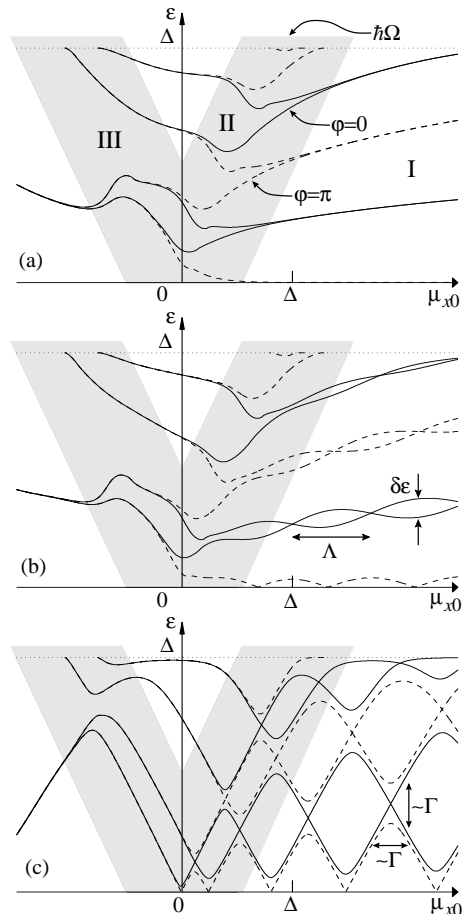 ε
Δ
ħΩ
II
III
φ=0
I
φ=π
(a)
0
Δ
μx0
ε
Δ
δε
Λ
(b)
0
Δ
μx0
ε
Δ
~Γ
~Γ
(c)
0
Δ
μx0